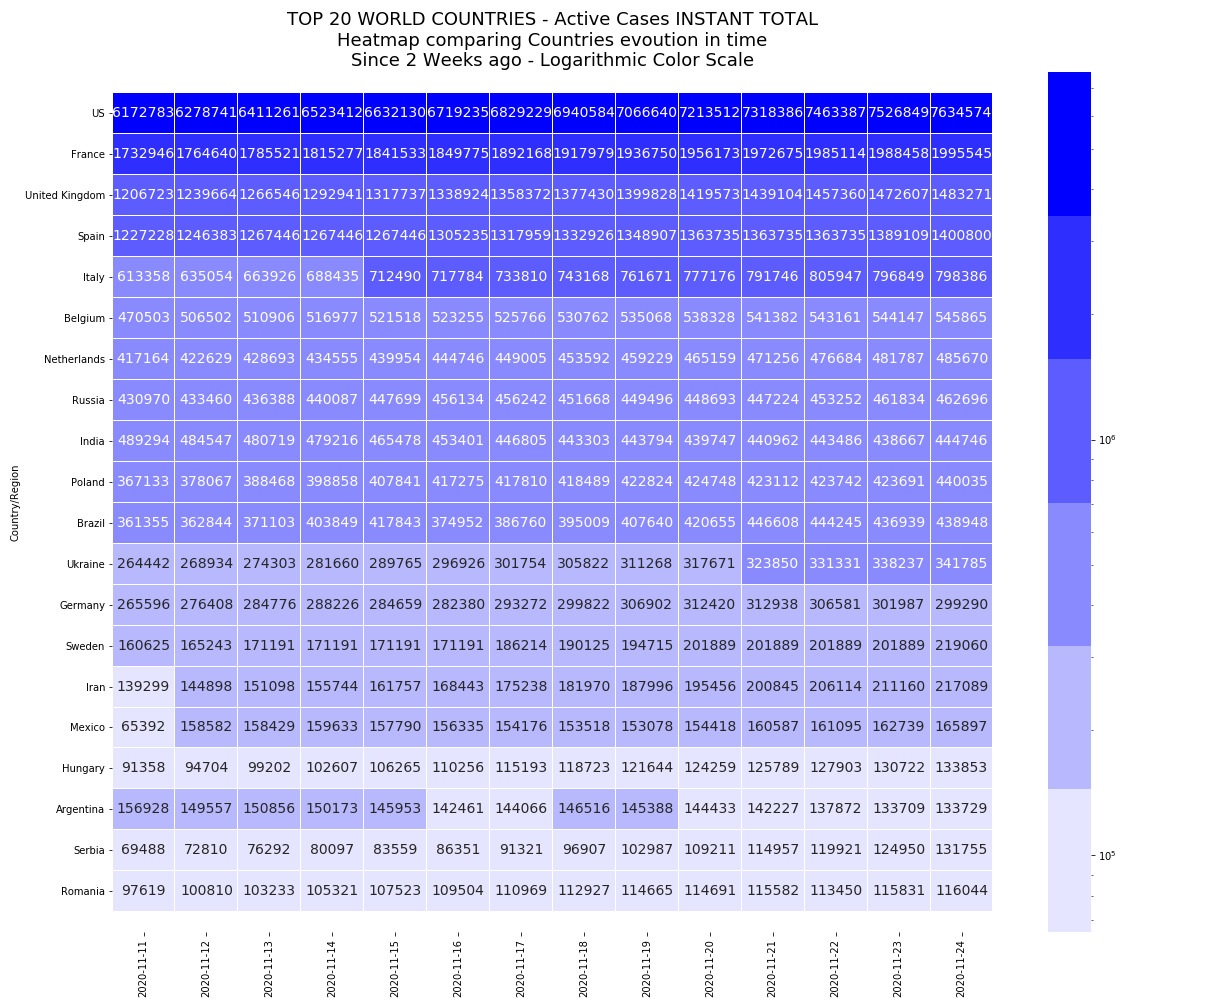 TOP 20 WORLD COUNTRIES - Active Cases INSTANT TOTAL
Heatmap comparing Countries evoution in time
Since 2 Weeks ago - Logarithmic Color Scale
US 6172783 6278741 6411261 6523412 6632130 6719235 6829229 6940584 7066640 7213512 7318386 7463387 7526849 7634574
France 1732946 1764640 1785521 1815277 1841533 1849775 1892168 1917979 1936750 1956173 1972675 1985114 1988458 1995545
United Kingdom 1206723 1239664 1266546 1292941 1317737 1338924 1358372 1377430 1399828 1419573 1439104 1457360 1472607 1483271
Spain 1227228 1246383 1267446 1267446 1267446 1305235 1317959 1332926 1348907 1363735 1363735 1363735 1389109 1400800
Italy 613358 635054 663926 688435 712490 717784 733810 743168 761671 777176 791746 805947 796849 798386
Belgium 470503 506502 510906 516977 521518 523255 525766 530762 535068 538328 541382 543161 544147 545865
Netherlands 417164 422629 428693 434555 439954 444746 449005 453592 459229 465159 471256 476684 481787 485670
Russia 430970 433460 436388 440087 447699 456134 456242 451668 449496 448693 447224 453252 461834 462696
India 489294 484547 480719 479216 465478 453401 446805 443303 443794 439747 440962 443486 438667 444746
Poland 367133 378067 388468 398858 407841 417275 417810 418489 422824 424748 423112 423742 423691 440035
Brazil 361355 362844 371103 403849 417843 374952 386760 395009 407640 420655 446608 444245 436939 438948
Ukraine 264442 268934 274303 281660 289765 296926 301754 305822 311268 317671 323850 331331 338237 341785
Germany 265596 276408 284776 288226 284659 282380 293272 299822 306902 312420 312938 306581 301987 299290
Sweden 160625 165243 171191 171191 171191 171191 186214 190125 194715 201889 201889 201889 201889 219060
Iran 139299 144898 151098 155744 161757 168443 175238 181970 187996 195456 200845 206114 211160 217089
Mexico 65392 158582 158429 159633 157790 156335 154176 153518 153078 154418 160587 161095 162739 165897
Hungary 91358 94704 99202 102607 106265 110256 115193 118723 121644 124259 125789 127903 130722 133853
Argentina 156928 149557 150856 150173 145953 142461 144066 146516 145388 144433 142227 137872 133709 133729
Serbia 69488 72810 76292 80097 83559 86351 91321 96907 102987 109211 114957 119921 124950 131755
Romania 97619 100810 103233 105321 107523 109504 110969 112927 114665 114691 115582 113450 115831 116044
2020-11-11 2020-11-12 2020-11-13 2020-11-14 2020-11-15 2020-11-16 2020-11-17 2020-11-18 2020-11-19 2020-11-20 2020-11-21 2020-11-22 2020-11-23 2020-11-24
Country/Region
10⁶
10⁵